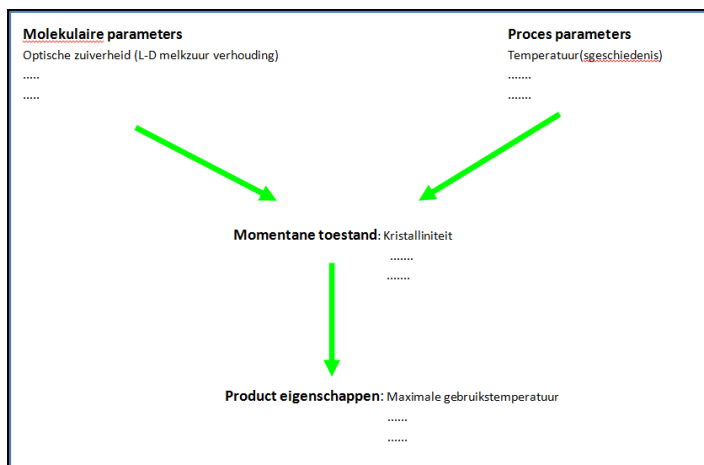 Molekulaire parameters
Optische zuiverheid (L-D melkzuur verhouding)
.....
.....
Proces parameters
Temperatuur(sgeschiedenis)
.......
.......
Momentane toestand: Kristalliniteit
.......
.......
Product eigenschappen: Maximale gebruikstemperatuur
......
......